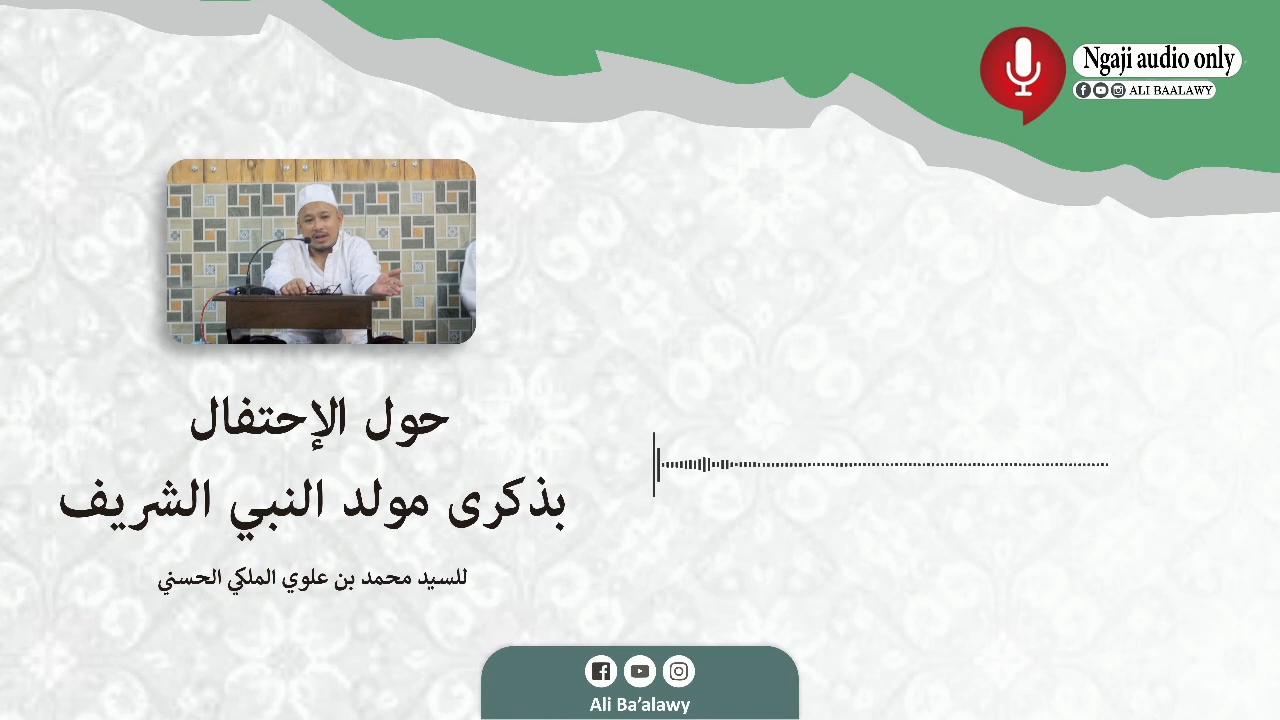 Ngaji audio only
ALI BAALAWY
حول الإحتفال
بذكرى مولد النبي الشريف
للسيد محمد بن علوي الملكي الحسني
Ali Ba'alawy